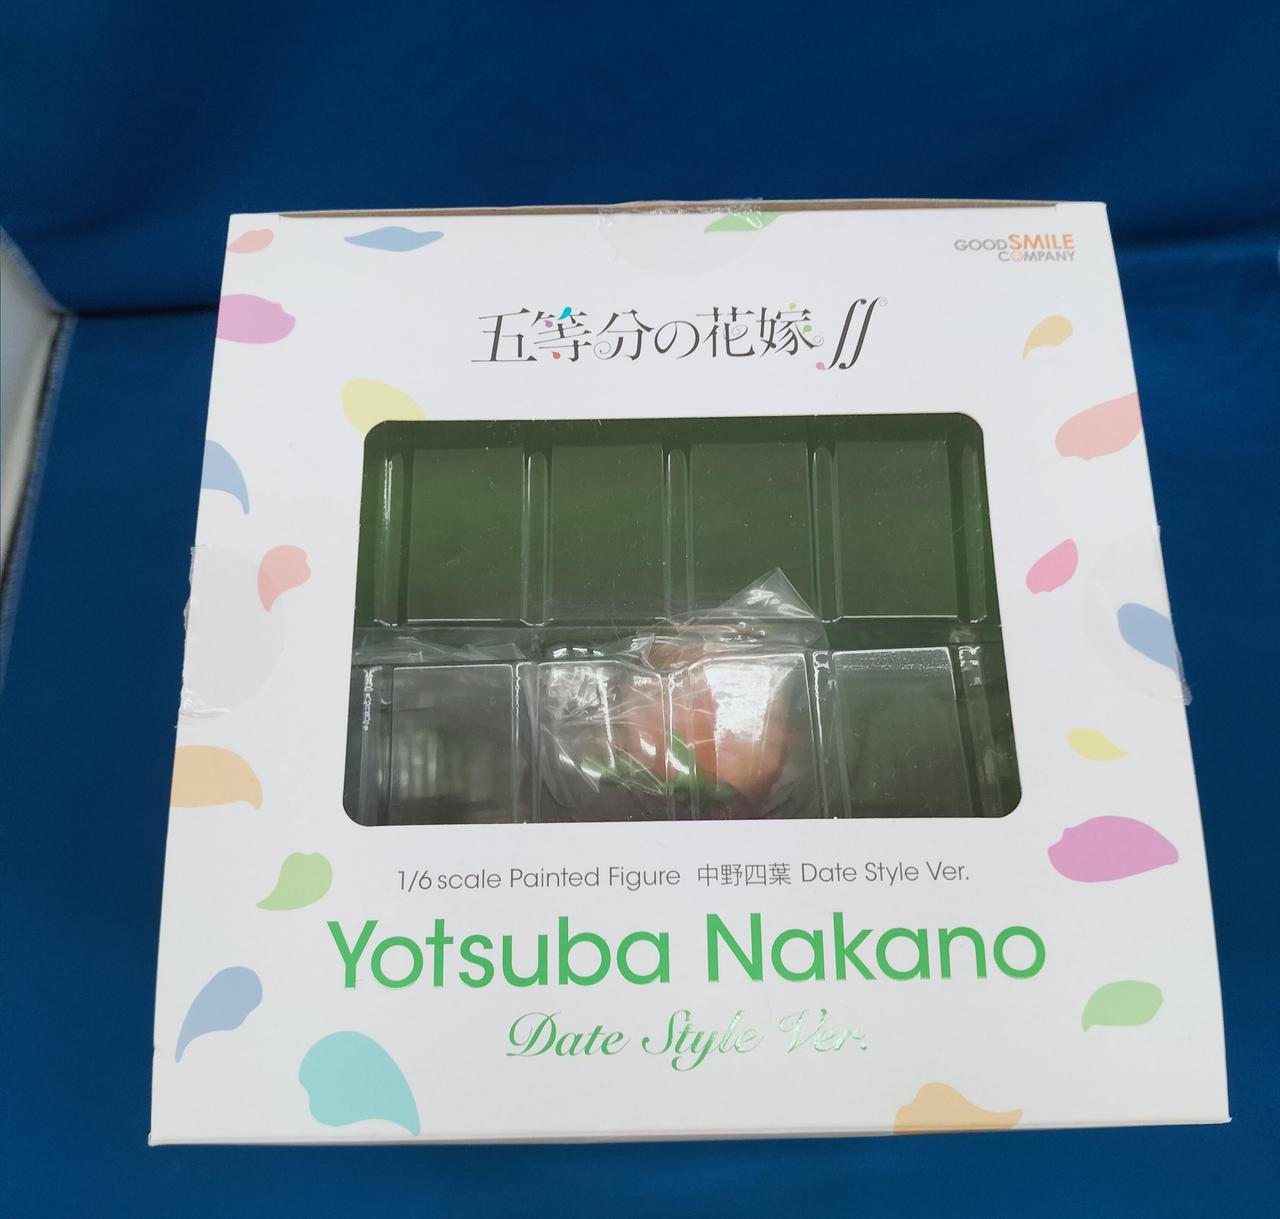 GOOD SMILE
COMPANY
五等分の花嫁∬
1/6 scale Painted Figure 中野四葉 Date Style Ver.
Yotsuba Nakano
Date Style Ver.